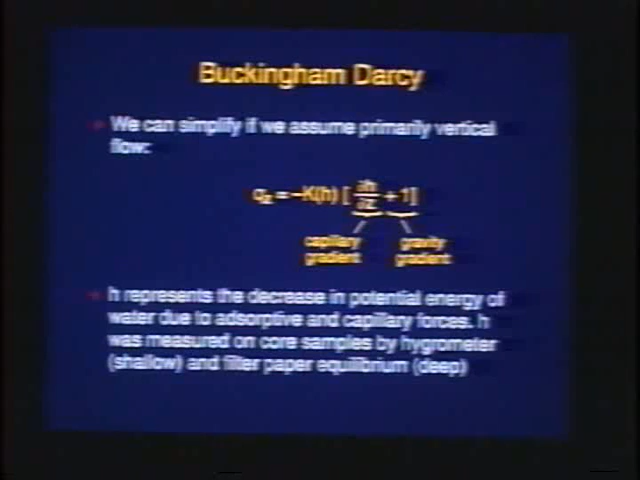 Buckingham Darcy
We can simplify if we assume primarily vertical
flow:
qz = –K(h) [ ∂h/∂z + 1]
capillary gravity
gradient gradient
h represents the decrease in potential energy of
water due to adsorptive and capillary forces. h
was measured on core samples by hygrometer
(shallow) and filter paper equilibrium (deep)